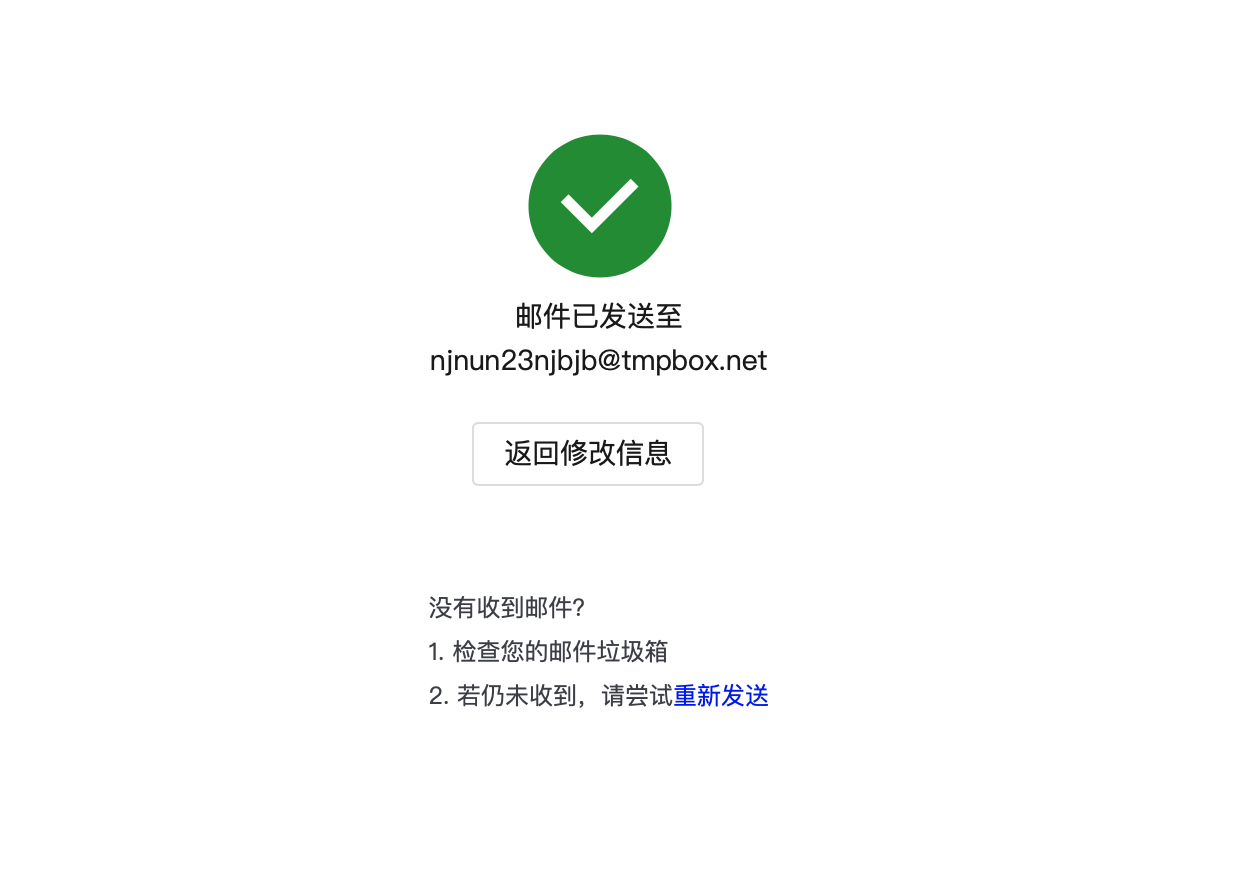 邮件已发送至
njnun23njbjb@tmpbox.net
返回修改信息
没有收到邮件?
1. 检查您的邮件垃圾箱
2. 若仍未收到，请尝试重新发送